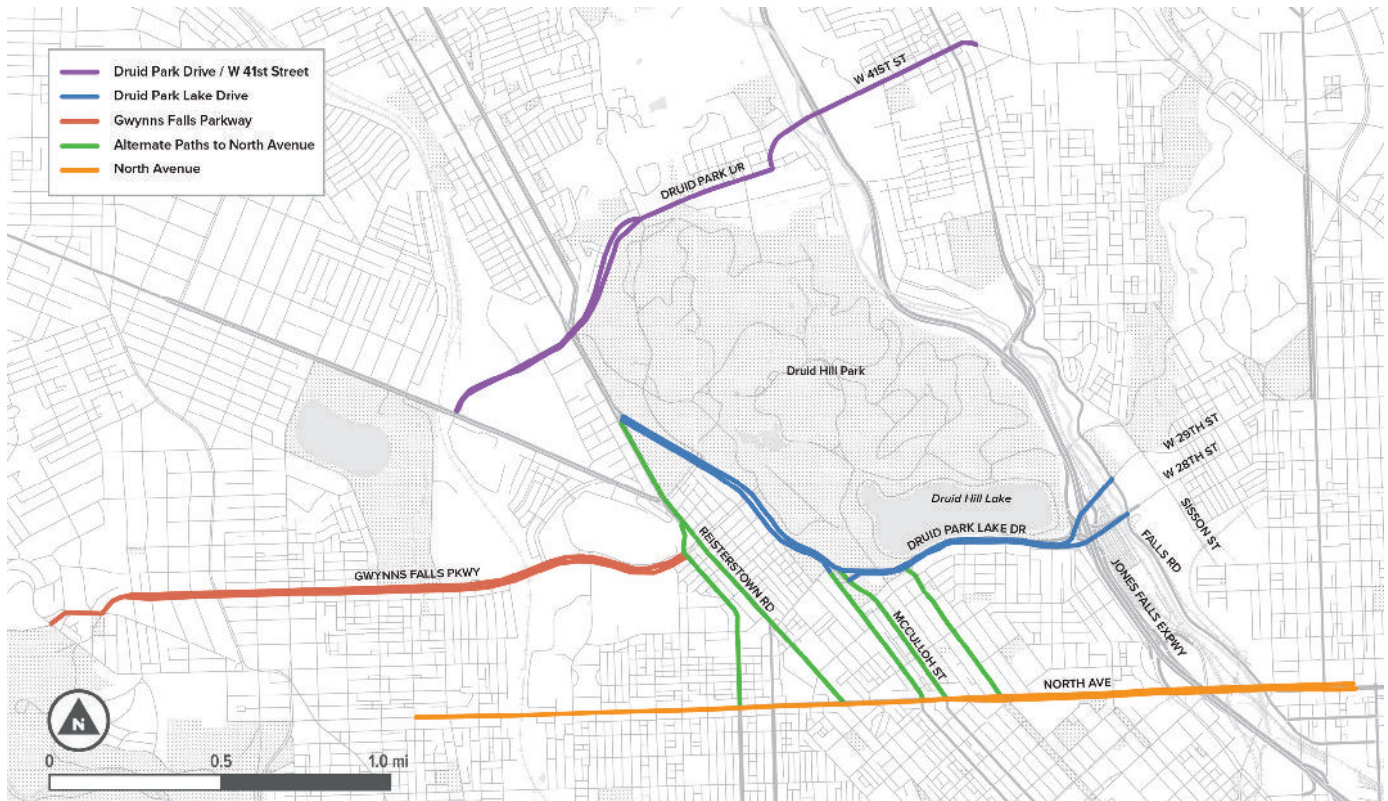 Druid Park Drive / W 41st Street
Druid Park Lake Drive
Gwynns Falls Parkway
Alternate Paths to North Avenue
North Avenue
W 41ST ST
DRUID PARK DR
Druid Hill Park
W 29TH ST
W 28TH ST
Druid Hill Lake
SISSON ST
DRUID PARK LAKE DR
FALLS RD
REISTERSTOWN RD
GWYNNS FALLS PKWY
JONES FALLS EXPWY
MCCULLOH ST
NORTH AVE
N
0 0.5 1.0 mi